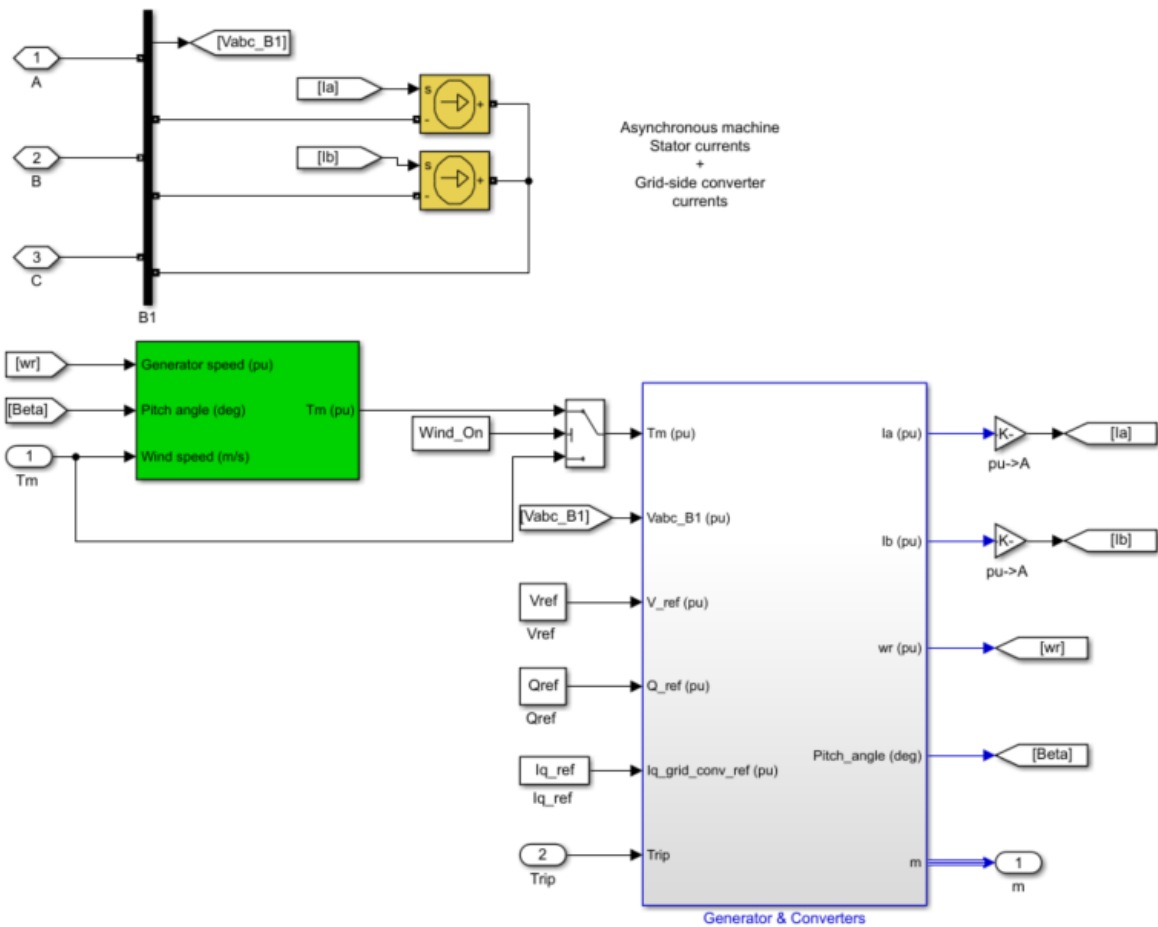 1
A
[Vabc_B1]
[Ia]
s
+
-
2
B
[Ib]
s
+
-
3
C
B1
Asynchronous machine
Stator currents
+
Grid-side converter
currents
[wr]
Generator speed (pu)
[Beta]
Pitch angle (deg)
Tm (pu)
1
Tm
Wind speed (m/s)
Wind_On
Tm (pu)
[Vabc_B1]
Vabc_B1 (pu)
Vref
Vref
V_ref (pu)
Qref
Qref
Q_ref (pu)
Iq_ref
Iq_ref
Iq_grid_conv_ref (pu)
2
Trip
Trip
Ia (pu)
-K-
pu->A
[Ia]
Ib (pu)
-K-
pu->A
[Ib]
wr (pu)
[wr]
Pitch_angle (deg)
[Beta]
m
1
m
Generator & Converters